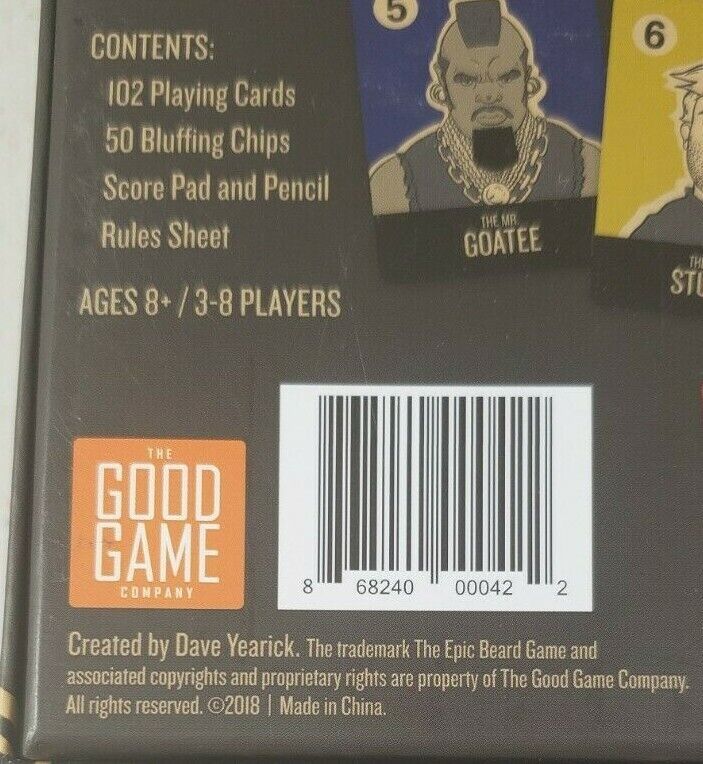 CONTENTS:
102 Playing Cards
50 Bluffing Chips
Score Pad and Pencil
Rules Sheet
AGES 8+ / 3-8 PLAYERS
5
THE MR.
GOATEE
6
THE
GOOD
GAME
COMPANY
8 68240 00042 2
Created by Dave Yearick. The trademark The Epic Beard Game and
associated copyrights and proprietary rights are property of The Good Game Company.
All rights reserved. ©2018 | Made in China.